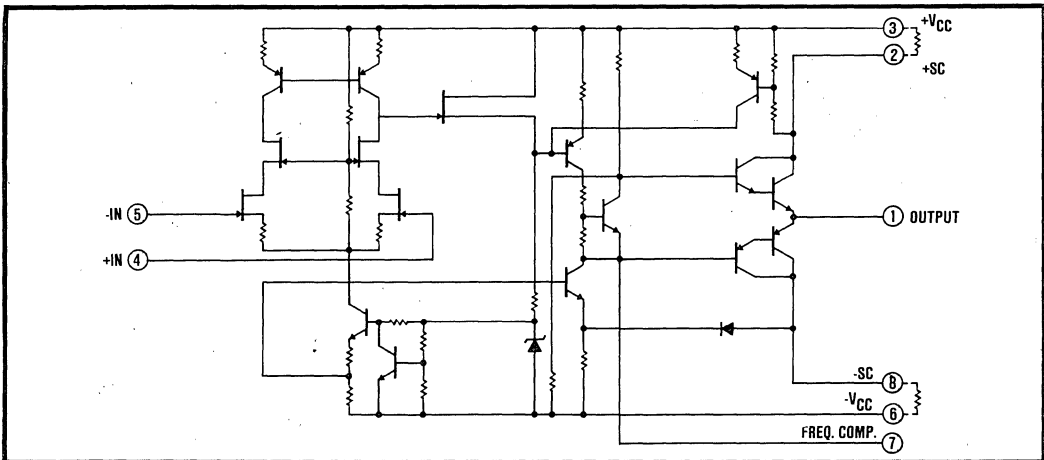 3 +VCC
2
+SC
-IN 5
1 OUTPUT
+IN 4
-SC 8
-VCC 6
FREQ. COMP. 7